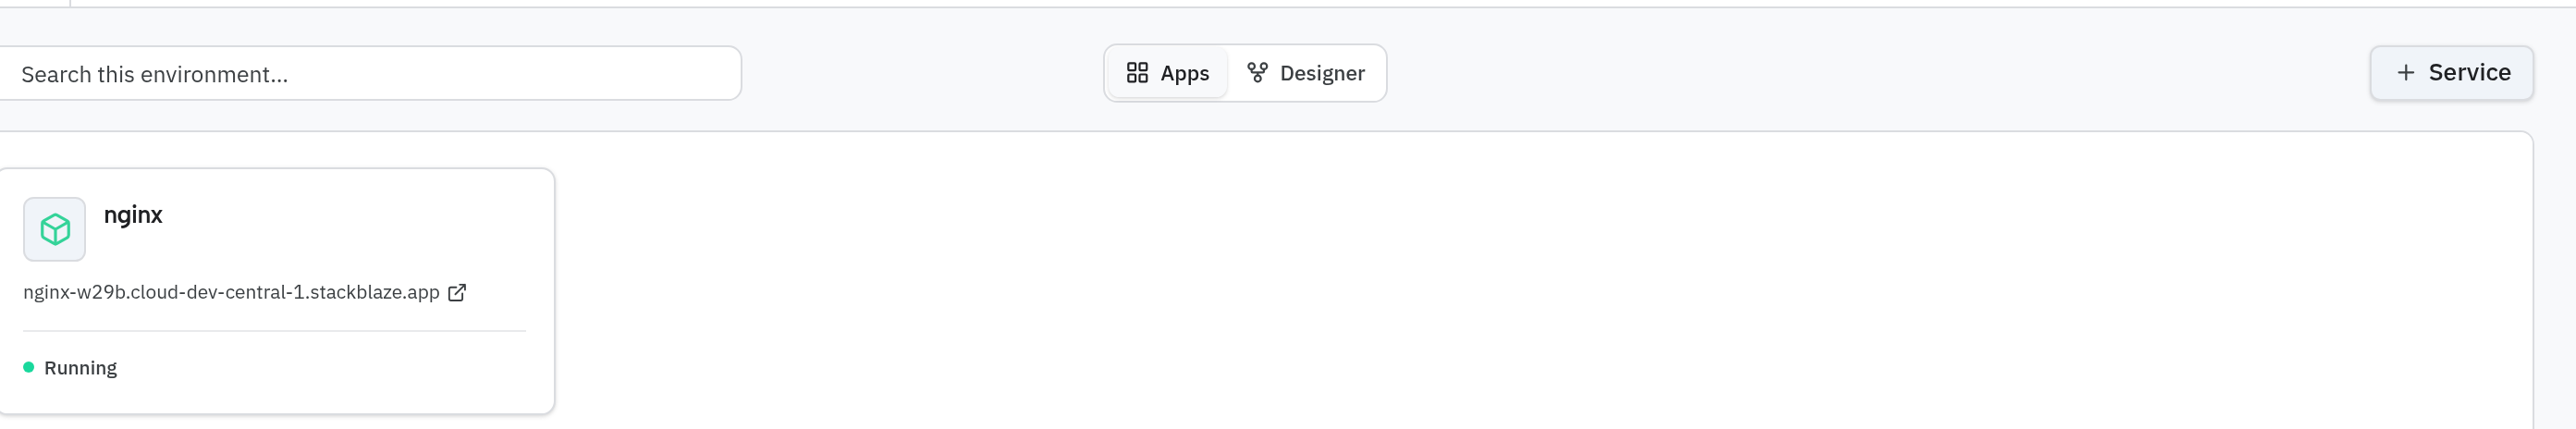 Search this environment...
Apps
Designer
+ Service
nginx
nginx-w29b.cloud-dev-central-1.stackblaze.app
Running